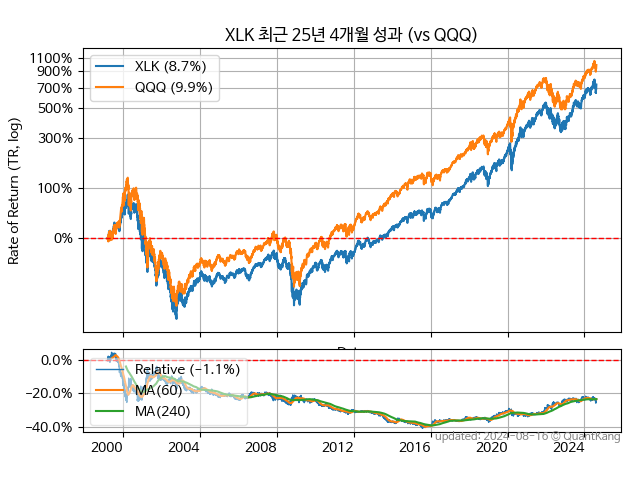 XLK 최근 25년 4개월 성과 (vs QQQ)
1100%
900%
700%
500%
300%
100%
0%
Rate of Return (TR, log)
XLK (8.7%)
QQQ (9.9%)
0.0%
-20.0%
-40.0%
Relative (-1.1%)
MA(60)
MA(240)
2000 2004 2008 2012 2016 2020 2024
updated: 2024-08-16 © QuantKang